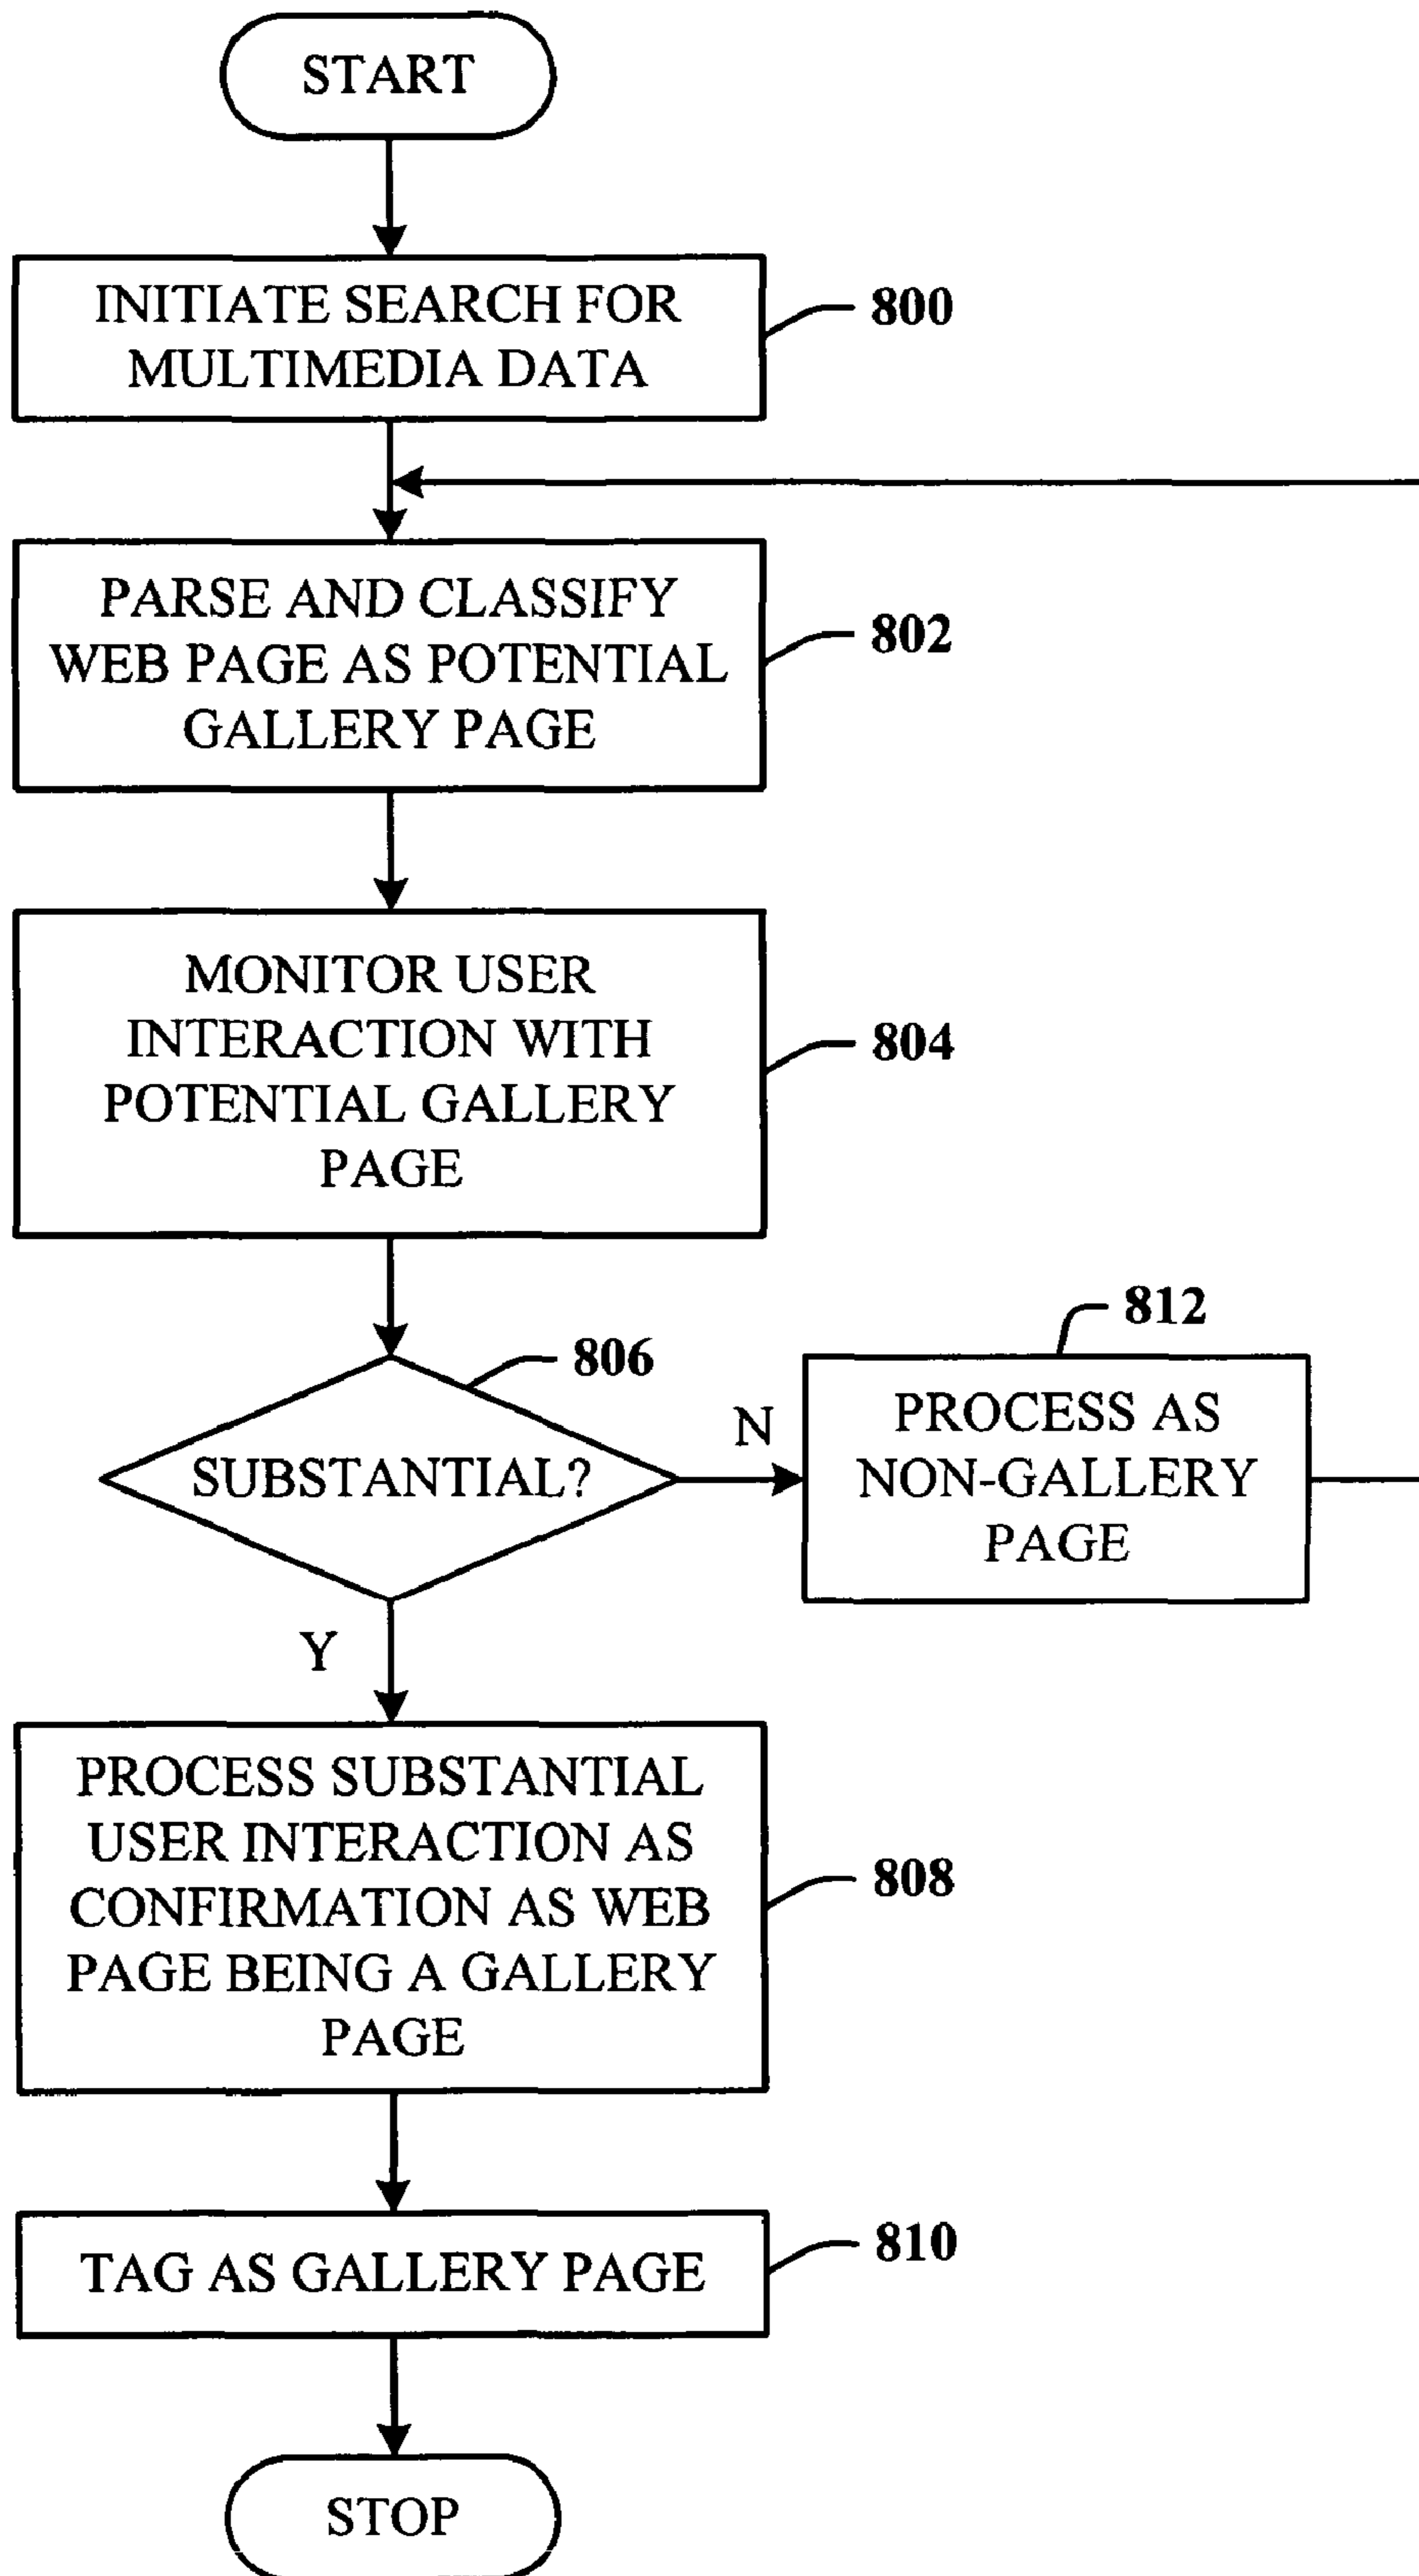 START
INITIATE SEARCH FOR
MULTIMEDIA DATA
800
PARSE AND CLASSIFY
WEB PAGE AS POTENTIAL
GALLERY PAGE
802
MONITOR USER
INTERACTION WITH
POTENTIAL GALLERY
PAGE
804
SUBSTANTIAL?
806
N
PROCESS AS
NON-GALLERY
PAGE
812
Y
PROCESS SUBSTANTIAL
USER INTERACTION AS
CONFIRMATION AS WEB
PAGE BEING A GALLERY
PAGE
808
TAG AS GALLERY PAGE
810
STOP